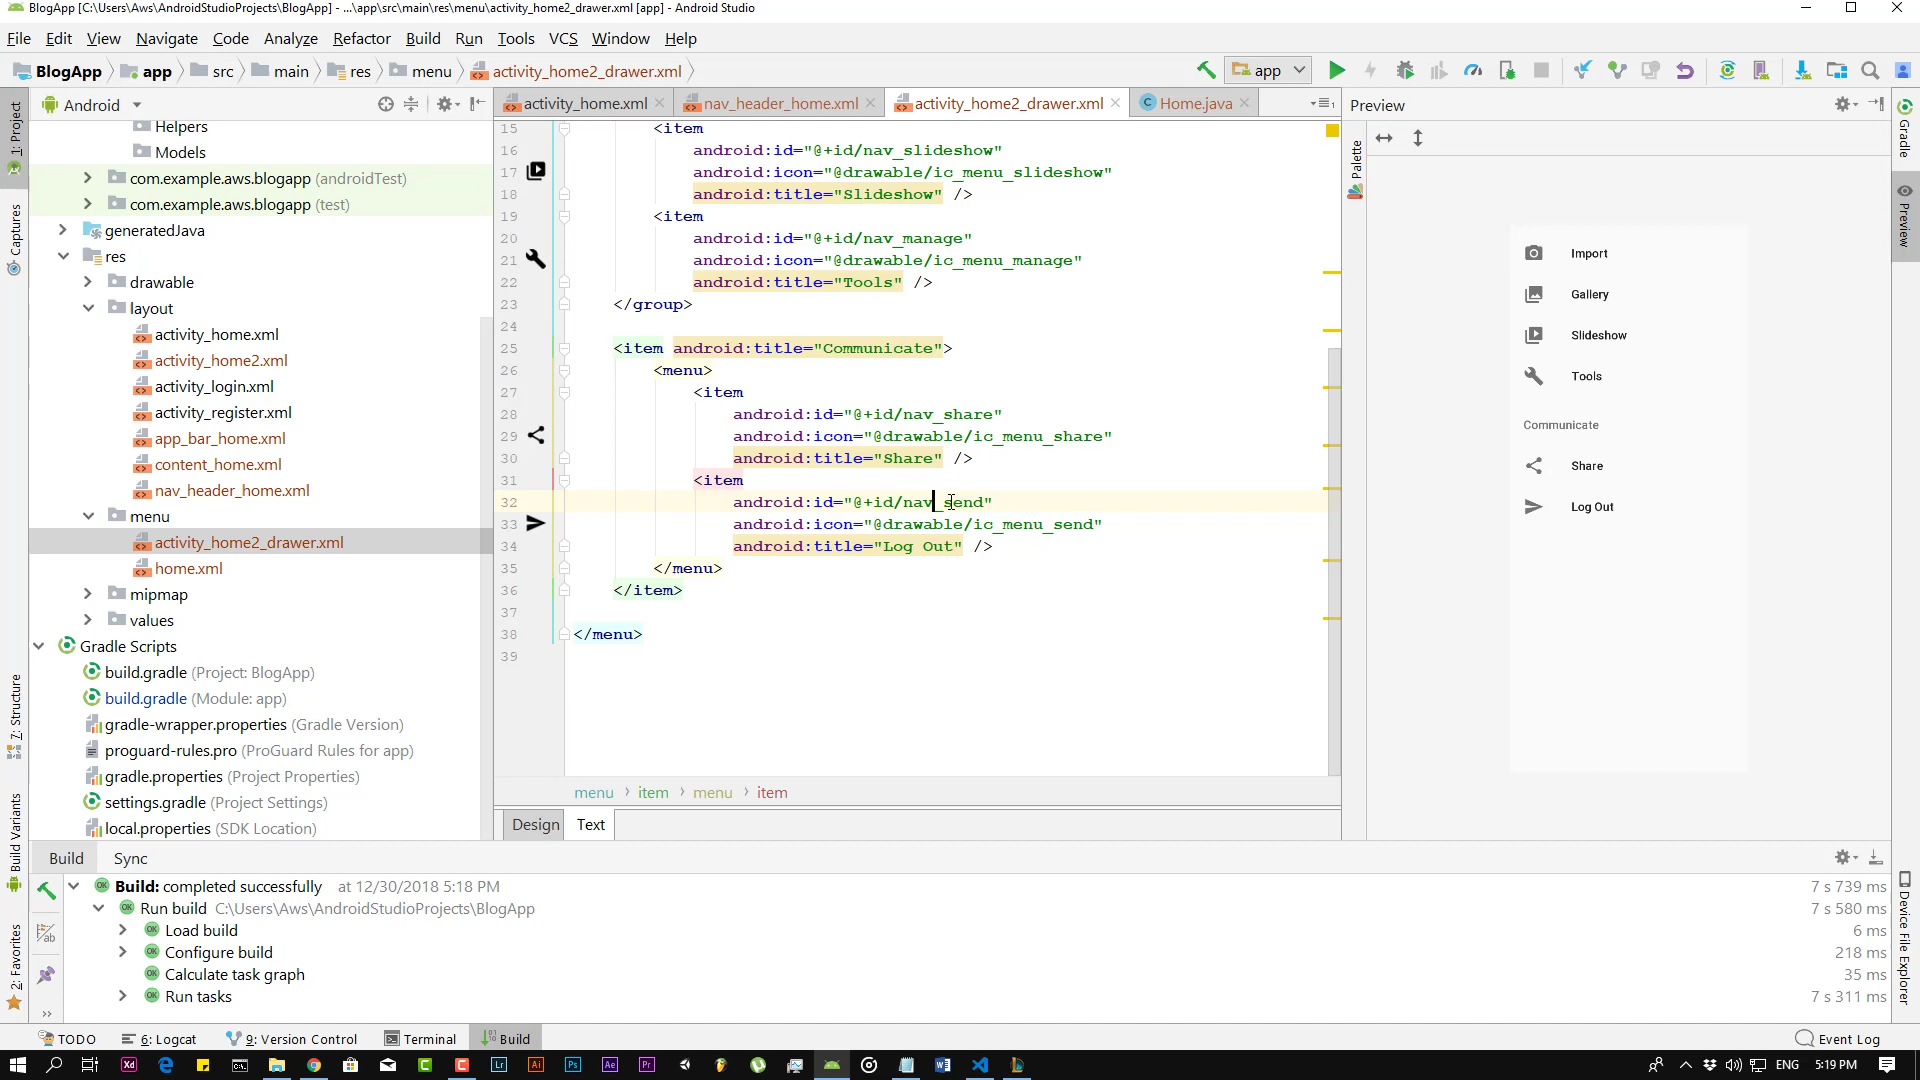 BlogApp [C:\Users\Aws\AndroidStudioProjects\BlogApp] - ...\app\src\main\res\menu\activity_home2_drawer.xml [app] - Android Studio
File Edit View Navigate Code Analyze Refactor Build Run Tools VCS Window Help
BlogApp app src main res menu activity_home2_drawer.xml app
Android activity_home.xml nav_header_home.xml activity_home2_drawer.xml Home.java Preview
1: Project
Captures
7: Structure
Build Variants
2: Favorites
Helpers
Models
com.example.aws.blogapp (androidTest)
com.example.aws.blogapp (test)
generatedJava
res
drawable
layout
activity_home.xml
activity_home2.xml
activity_login.xml
activity_register.xml
app_bar_home.xml
content_home.xml
nav_header_home.xml
menu
activity_home2_drawer.xml
home.xml
mipmap
values
Gradle Scripts
build.gradle (Project: BlogApp)
build.gradle (Module: app)
gradle-wrapper.properties (Gradle Version)
proguard-rules.pro (ProGuard Rules for app)
gradle.properties (Project Properties)
settings.gradle (Project Settings)
local.properties (SDK Location)
15 <item
16 android:id="@+id/nav_slideshow"
17 android:icon="@drawable/ic_menu_slideshow"
18 android:title="Slideshow" />
19 <item
20 android:id="@+id/nav_manage"
21 android:icon="@drawable/ic_menu_manage"
22 android:title="Tools" />
23 </group>
24
25 <item android:title="Communicate">
26 <menu>
27 <item
28 android:id="@+id/nav_share"
29 android:icon="@drawable/ic_menu_share"
30 android:title="Share" />
31 <item
32 android:id="@+id/nav_send"
33 android:icon="@drawable/ic_menu_send"
34 android:title="Log Out" />
35 </menu>
36 </item>
37
38 </menu>
39
menu item menu item
Design Text
Palette
Import
Gallery
Slideshow
Tools
Communicate
Share
Log Out
Gradle
Preview
Device File Explorer
Build Sync
Build: completed successfully at 12/30/2018 5:18 PM 7 s 739 ms
Run build C:\Users\Aws\AndroidStudioProjects\BlogApp 7 s 580 ms
Load build 6 ms
Configure build 218 ms
Calculate task graph 35 ms
Run tasks 7 s 311 ms
TODO 6: Logcat 9: Version Control Terminal Build Event Log
Xd Lr Ai Ps Ae Pr ENG 5:19 PM